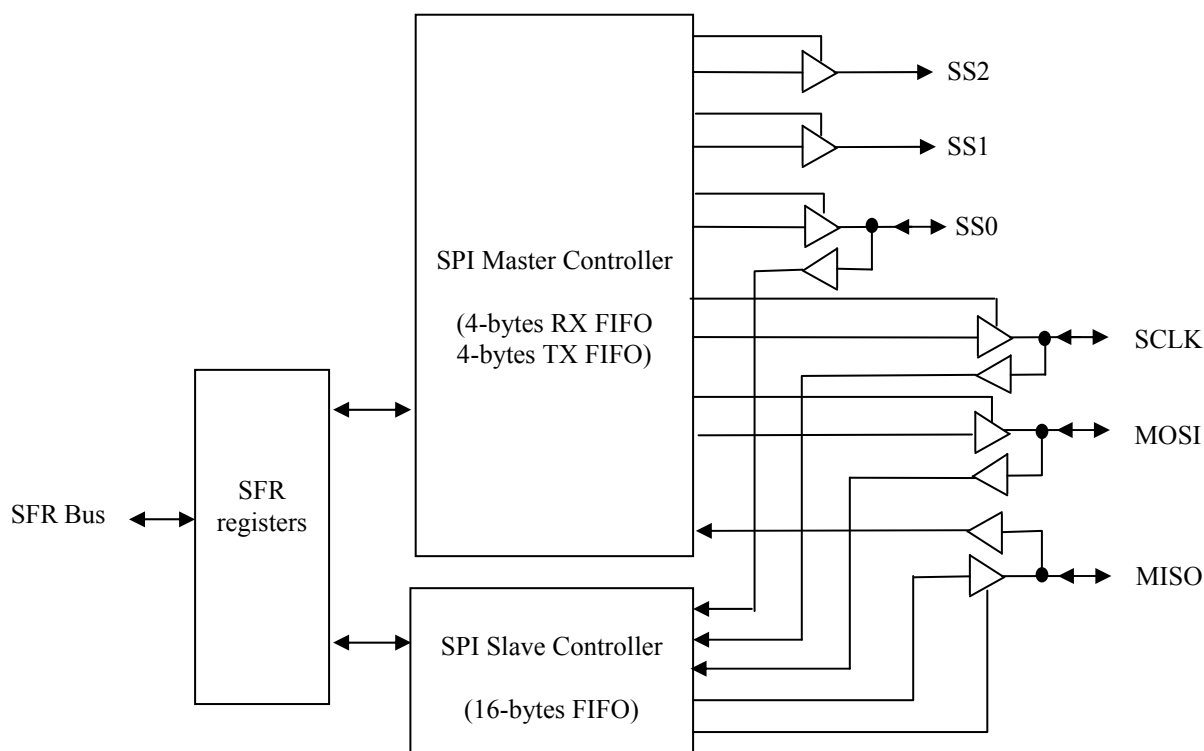 SS2
SS1
SS0
SPI Master Controller
(4-bytes RX FIFO
4-bytes TX FIFO)
SCLK
MOSI
SFR Bus
SFR
registers
MISO
SPI Slave Controller
(16-bytes FIFO)